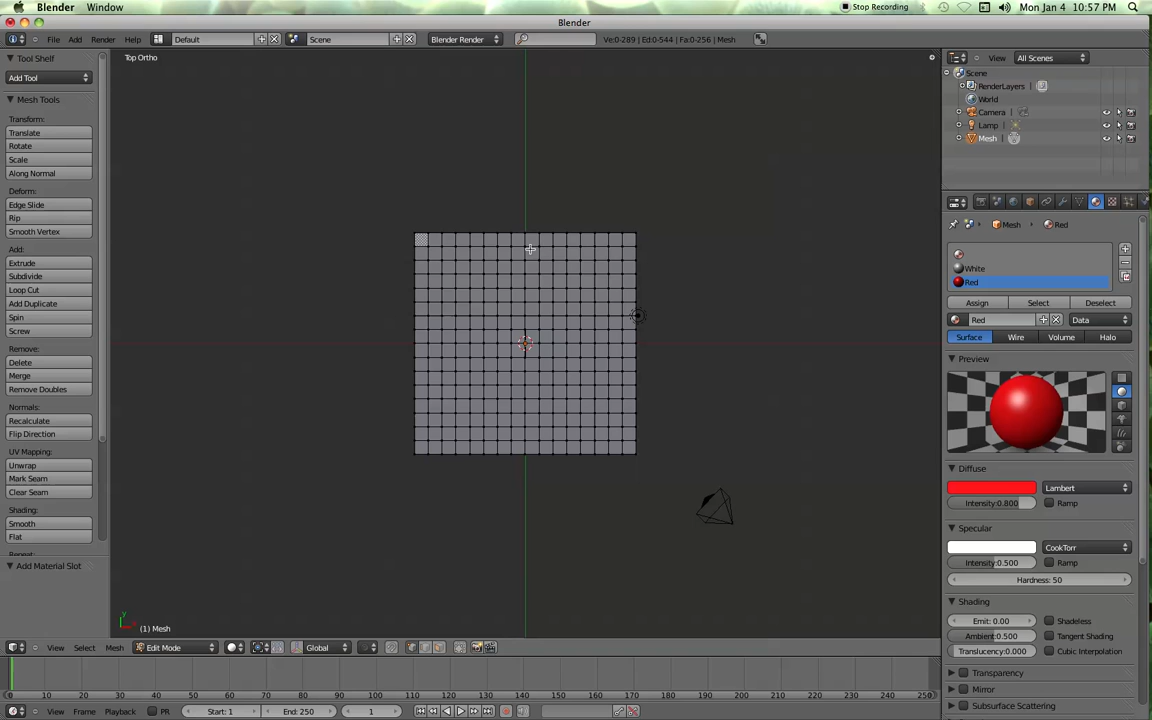 Blender Window Stop Recording Mon Jan 4 10:57 PM
Blender
File Add Render Help Default Scene Blender Render Ve:0-289 | Ed:0-544 | Fa:0-256 | Mesh
Tool Shelf
Add Tool
Mesh Tools
Transform:
Translate
Rotate
Scale
Along Normal
Deform:
Edge Slide
Rip
Smooth Vertex
Add:
Extrude
Subdivide
Loop Cut
Add Duplicate
Spin
Screw
Remove:
Delete
Merge
Remove Doubles
Normals:
Recalculate
Flip Direction
UV Mapping:
Unwrap
Mark Seam
Clear Seam
Shading:
Smooth
Flat
Repeat:
Add Material Slot
Top Ortho
y
x
(1) Mesh
View Select Mesh Edit Mode Global
0 10 20 30 40 50 60 70 80 90 100 110 120 130 140 150 160 170 180 190 200 210 220 230 240 250
View Frame Playback PR Start: 1 End: 250 1
View All Scenes
Scene
RenderLayers
World
Camera
Lamp
Mesh
Mesh Red
White
Red
Assign Select Deselect
Red Data
Surface Wire Volume Halo
Preview
Diffuse
Lambert
Intensity:0.800 Ramp
Specular
CookTorr
Intensity:0.500 Ramp
Hardness: 50
Shading
Emit: 0.00 Shadeless
Ambient:0.500 Tangent Shading
Translucency:0.000 Cubic Interpolation
Transparency
Mirror
Subsurface Scattering